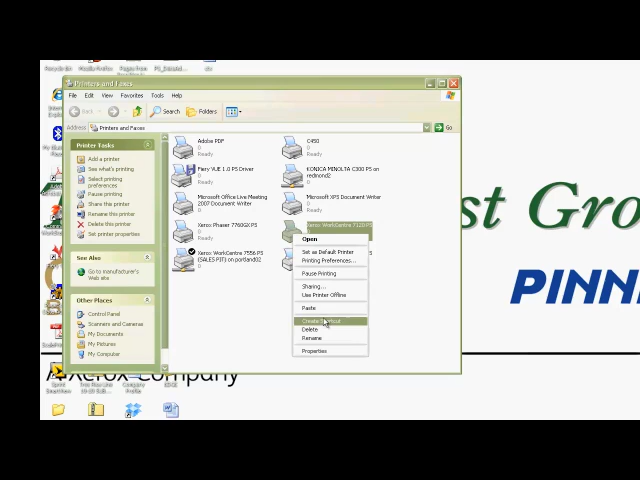 Printers and Faxes
File Edit View Favorites Tools Help
Back Search Folders
Address Printers and Faxes Go
Printer Tasks
Add a printer
See what's printing
Select printing
preferences
Pause printing
Share this printer
Rename this printer
Delete this printer
Set printer properties
See Also
Go to manufacturer's
Web site
Other Places
Control Panel
Scanners and Cameras
My Documents
My Pictures
My Computer
Adobe PDF
0
Ready
C450
0
Ready
Fiery VUE 1.0 PS Driver
0
Ready
KONICA MINOLTA C300 PS on
redmond2
Microsoft Office Live Meeting
2007 Document Writer
Microsoft XPS Document Writer
0
Ready
Xerox Phaser 7760GX PS
0
Ready
Xerox WorkCentre 7120 PS
Xerox WorkCentre 7556 PS
(SALES PIT) on portland02
Open
Set as Default Printer
Printing Preferences...
Pause Printing
Sharing...
Use Printer Offline
Paste
Create Shortcut
Delete
Rename
Properties
st Gro
PINN
Company